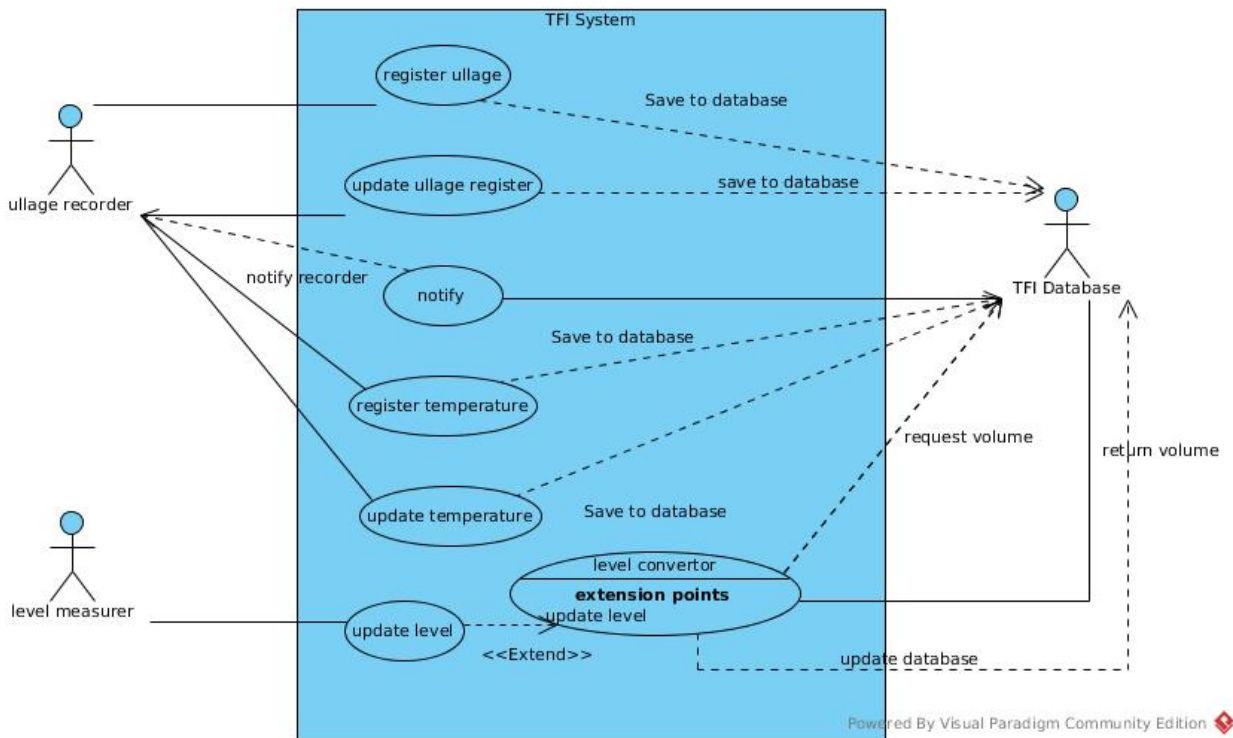 TFI System
register ullage
Save to database
ullage recorder
update ullage register
save to database
notify recorder
notify
TFI Database
Save to database
register temperature
request volume
return volume
update temperature
Save to database
level convertor
extension points
update level
level measurer
update level
<<Extend>>
update database
Powered By Visual Paradigm Community Edition